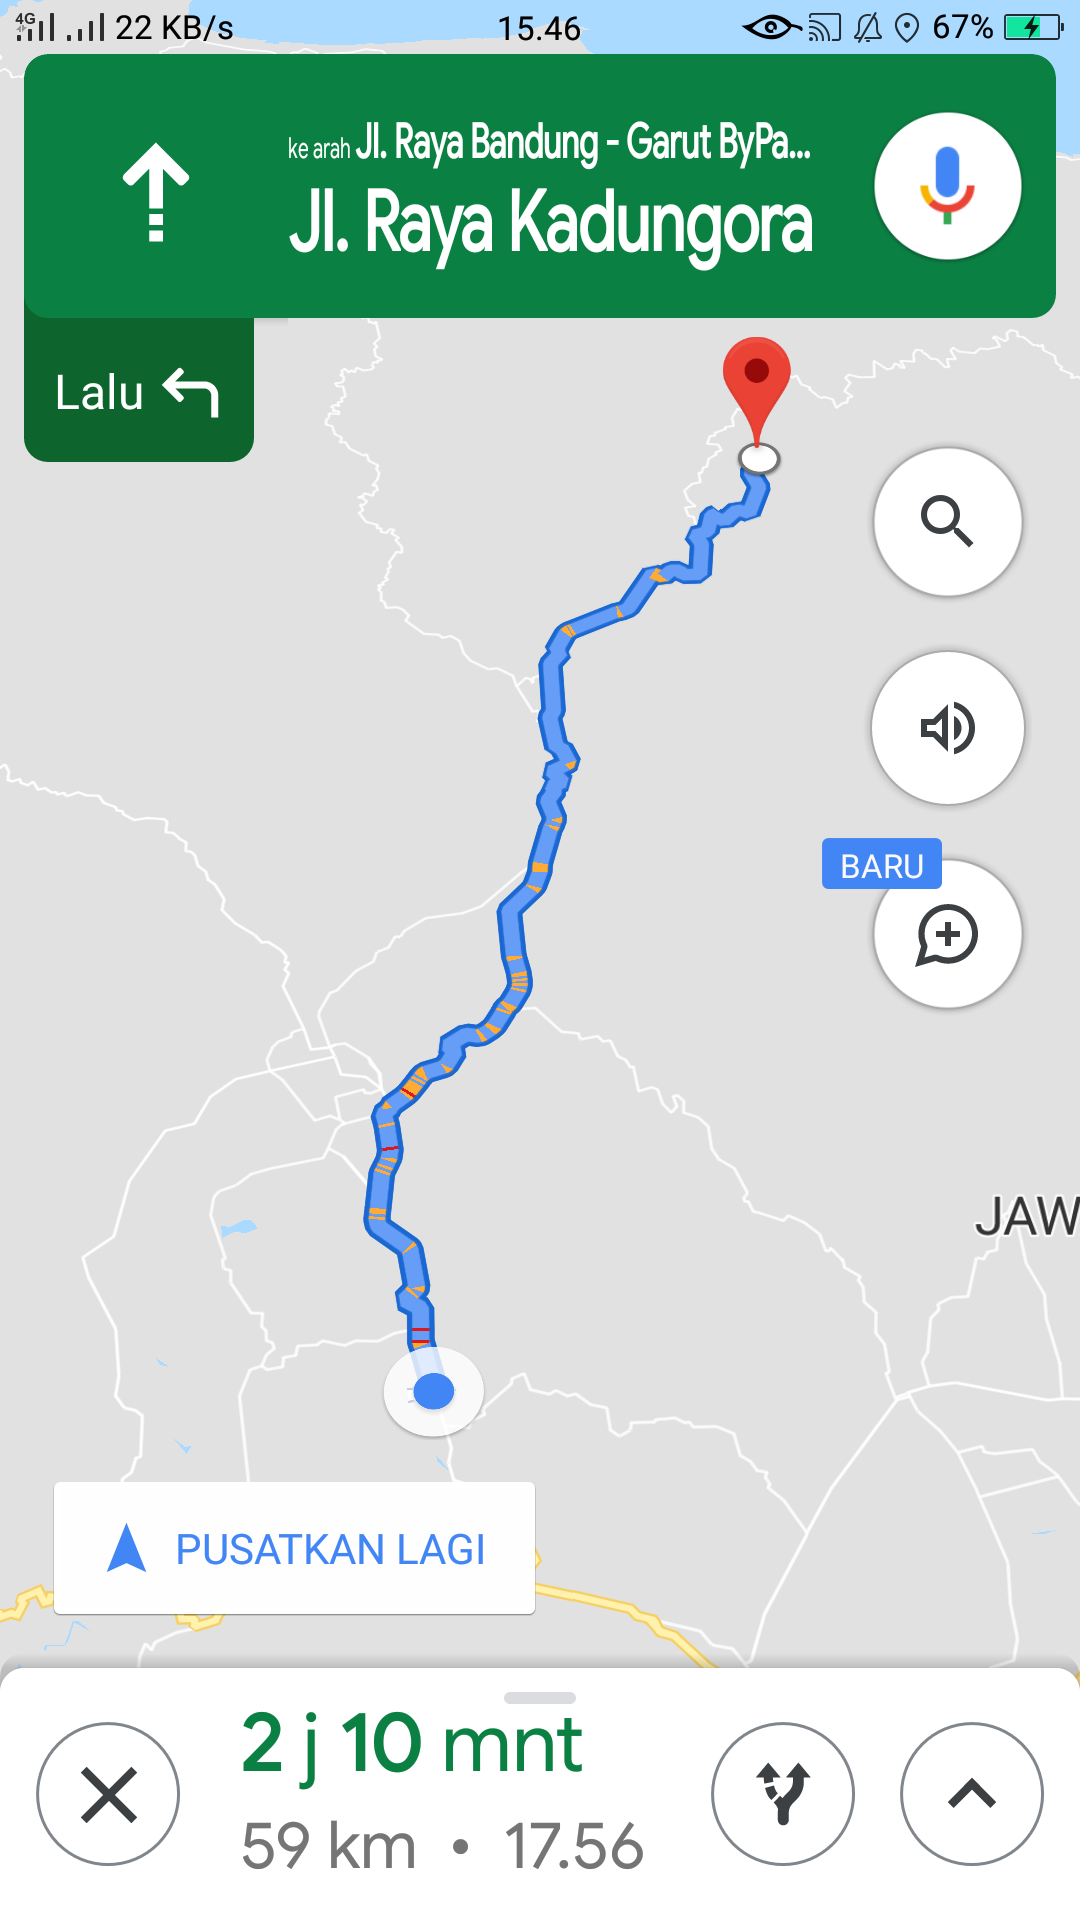 4G 22 KB/s 15.46 67%
ke arah Jl. Raya Bandung - Garut ByPa...
Jl. Raya Kadungora
Lalu
BARU
JAW
PUSATKAN LAGI
2 j 10 mnt
59 km • 17.56